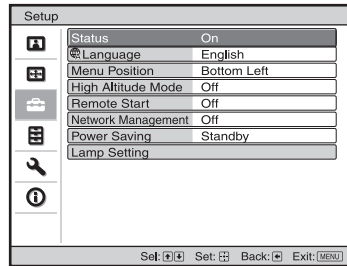 Setup
Status On
Language English
Menu Position Bottom Left
High Altitude Mode Off
Remote Start Off
Network Management Off
Power Saving Standby
Lamp Setting
Sel: Set: Back: Exit: MENU